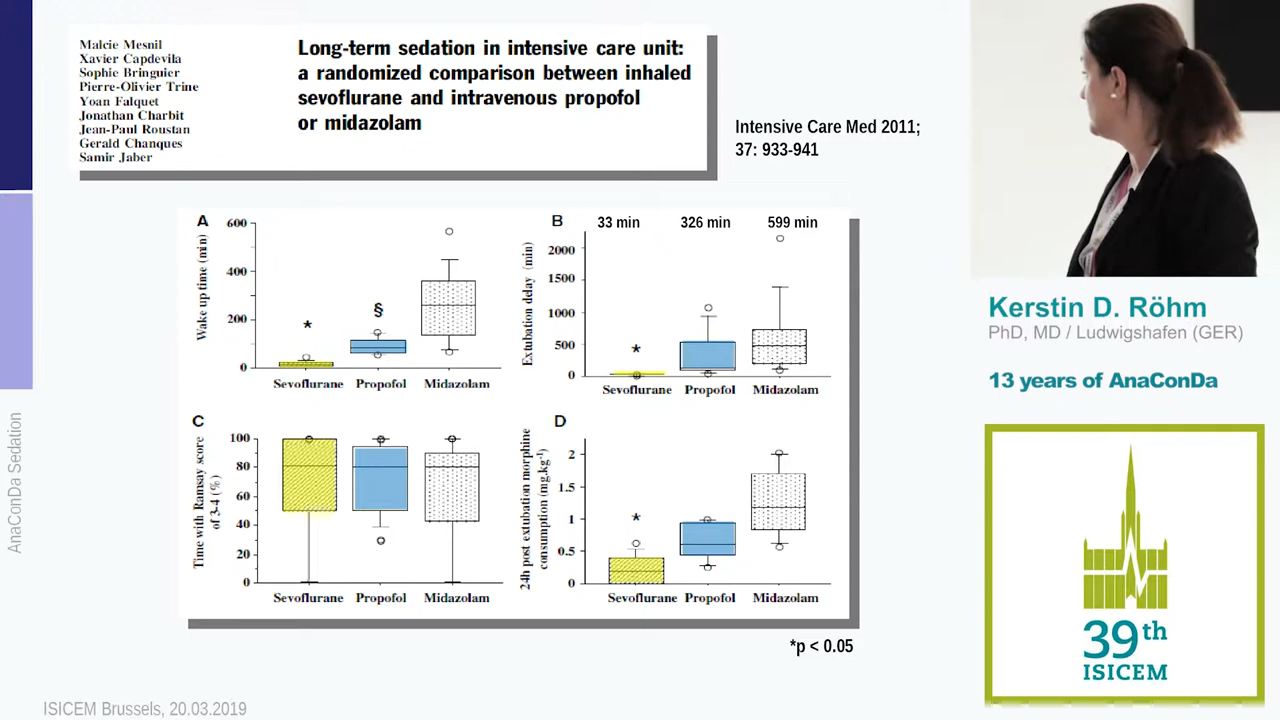 Malcie Mesnil
Xavier Capdevila
Sophie Bringuier
Pierre-Olivier Trine
Yoan Falquet
Jonathan Charbit
Jean-Paul Roustan
Gerald Chanques
Samir Jaber
Long-term sedation in intensive care unit:
a randomized comparison between inhaled
sevoflurane and intravenous propofol
or midazolam
Intensive Care Med 2011;
37: 933-941
A
Wake up time (min)
600
400
200
0
*
§
Sevoflurane Propofol Midazolam
B
33 min 326 min 599 min
Extubation delay (min)
2000
1500
1000
500
0
*
Sevoflurane Propofol Midazolam
C
Time with Ramsay score
of 3-4 (%)
100
80
60
40
20
0
Sevoflurane Propofol Midazolam
D
24h post extubation morphine
consumption (mg.kg⁻¹)
2
1.5
1
0.5
0
*
Sevoflurane Propofol Midazolam
*p < 0.05
AnaConDa Sedation
ISICEM Brussels, 20.03.2019
Kerstin D. Röhm
PhD, MD / Ludwigshafen (GER)
13 years of AnaConDa
39th
ISICEM